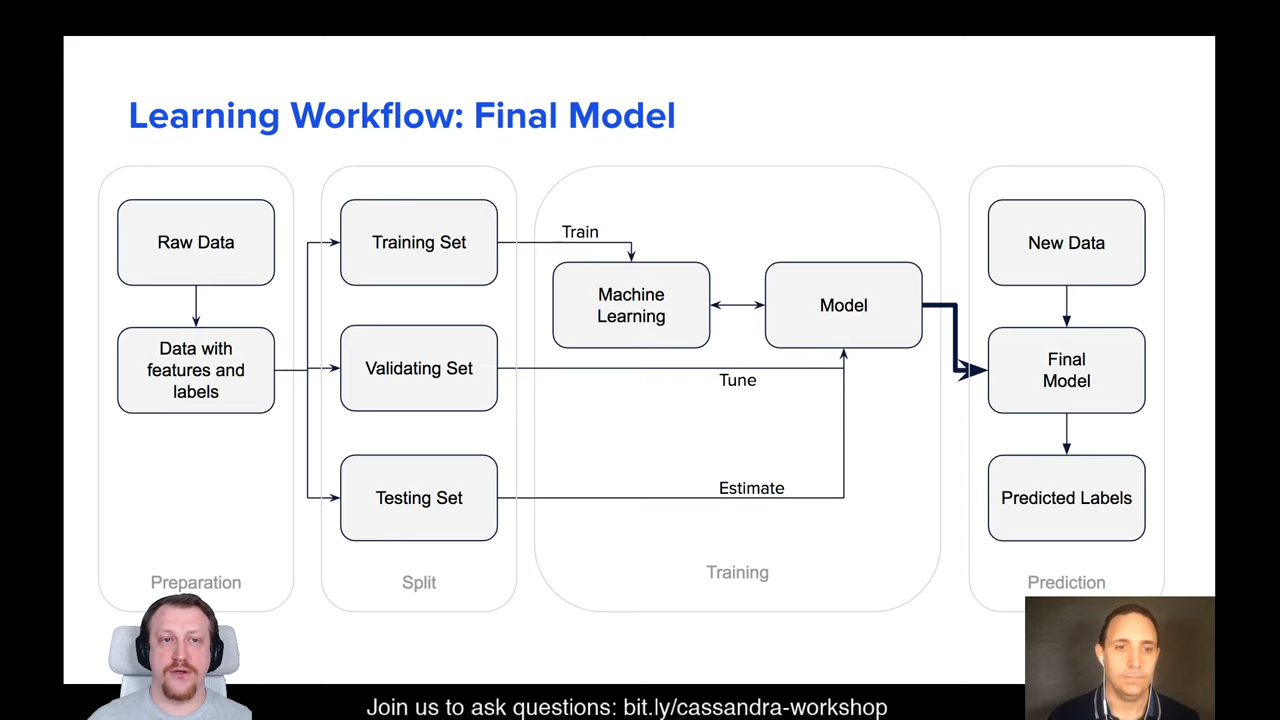 Learning Workflow: Final Model
Raw Data
Data with
features and
labels
Preparation
Training Set
Validating Set
Testing Set
Split
Train
Machine
Learning
Model
Tune
Estimate
Training
New Data
Final
Model
Predicted Labels
Prediction
Join us to ask questions: bit.ly/cassandra-workshop